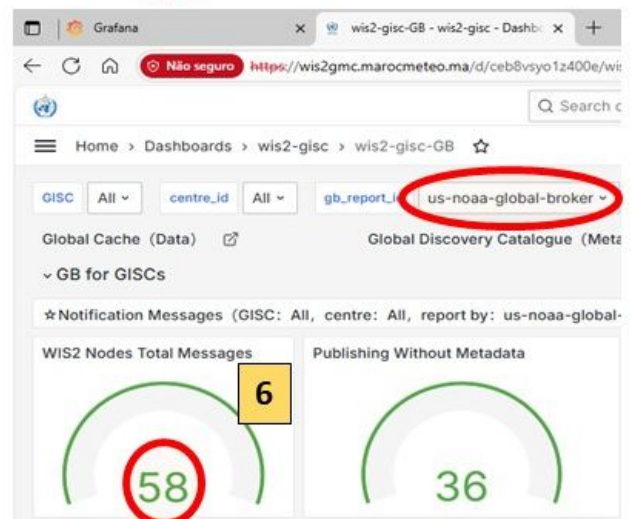 Grafana
wis2-gisc-GB - wis2-gisc - Dashb
Não seguro https://wis2gmc.marocmeteo.ma/d/ceb8vsyo1z400e/wi
Search
Home › Dashboards › wis2-gisc › wis2-gisc-GB
GISC All centre_id All gb_report_i us-noaa-global-broker
Global Cache (Data) Global Discovery Catalogue (Meta
GB for GISCs
☆Notification Messages (GISC: All, centre: All, report by: us-noaa-global-
WIS2 Nodes Total Messages Publishing Without Metadata
6
58 36